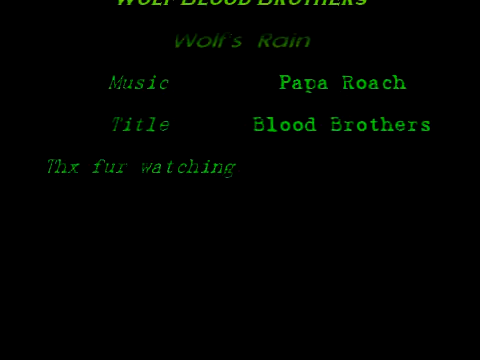 WOLF BLOOD BROTHERS
Wolf's Rain
Music Papa Roach
Title Blood Brothers
Thx fur watching